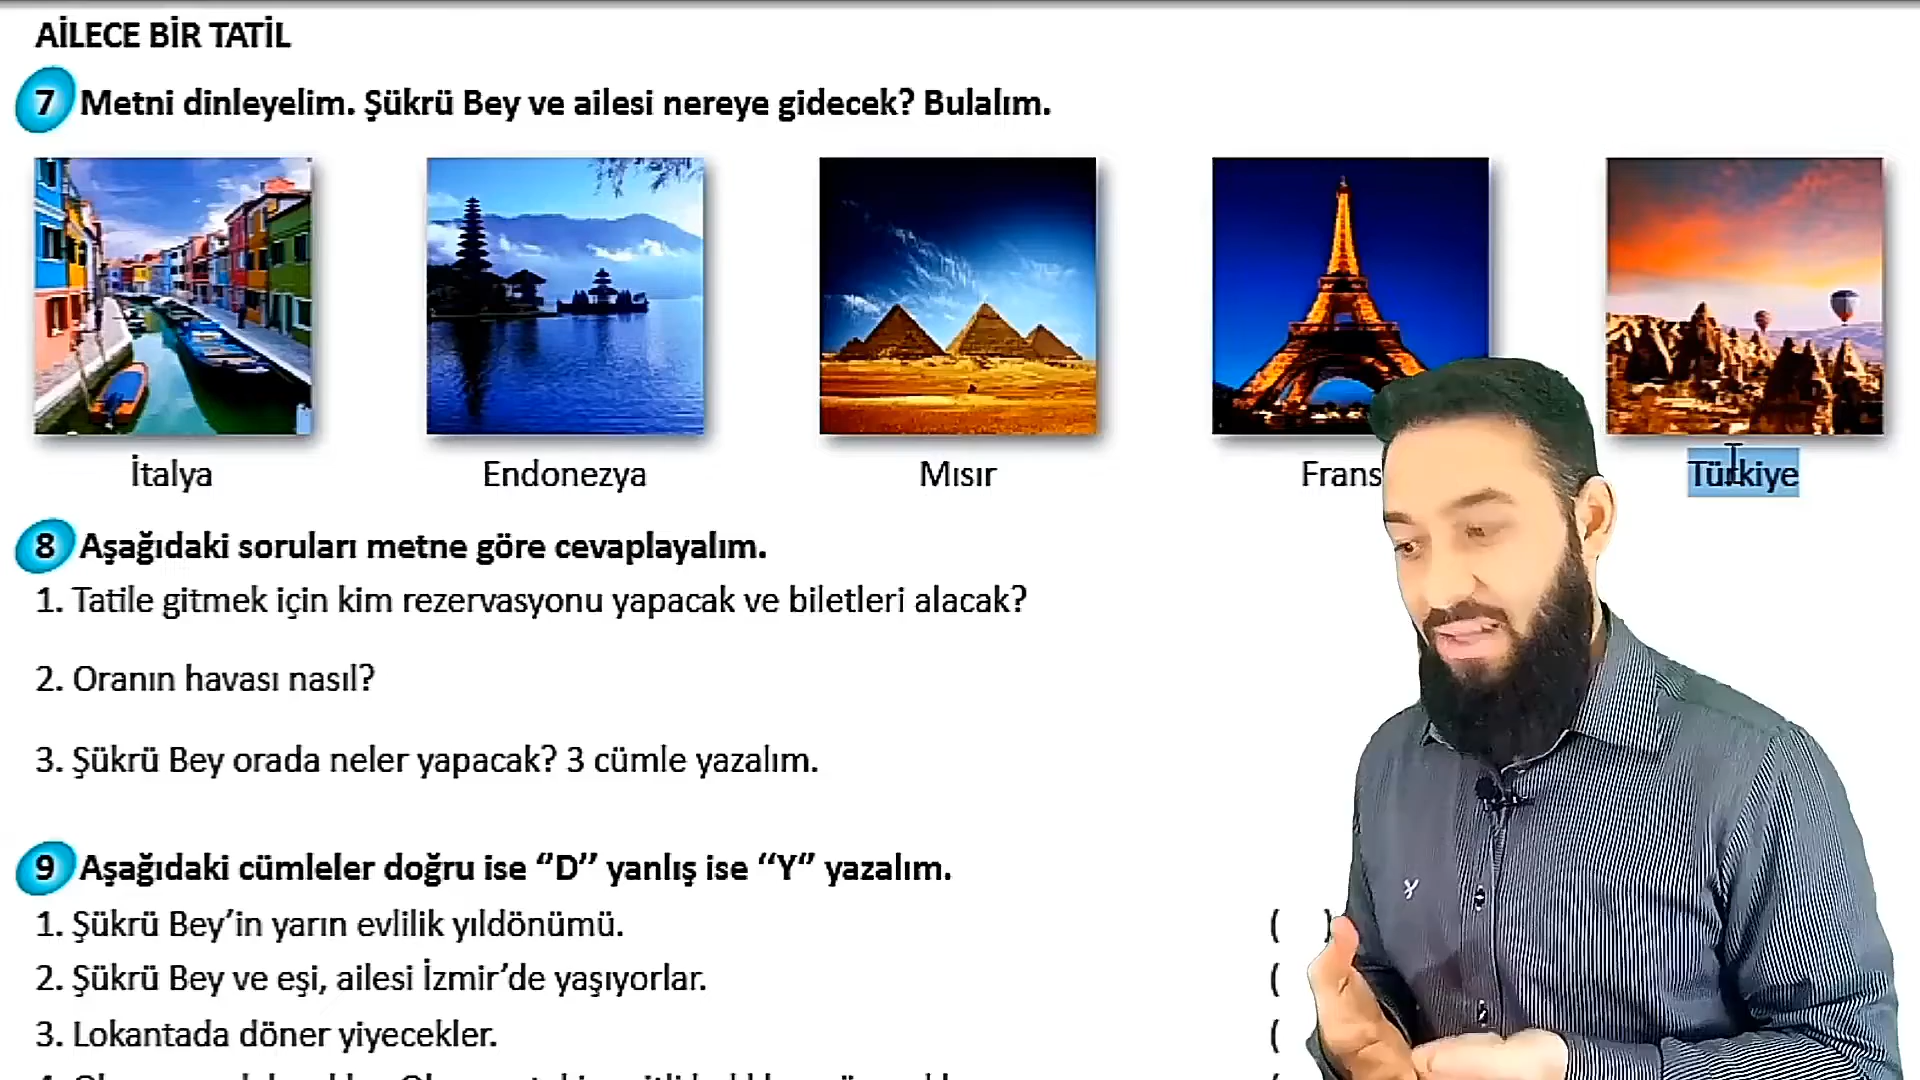 AİLECE BİR TATİL
7 Metni dinleyelim. Şükrü Bey ve ailesi nereye gidecek? Bulalım.
İtalya Endonezya Mısır Frans Türkiye
8 Aşağıdaki soruları metne göre cevaplayalım.
1. Tatile gitmek için kim rezervasyonu yapacak ve biletleri alacak?
2. Oranın havası nasıl?
3. Şükrü Bey orada neler yapacak? 3 cümle yazalım.
9 Aşağıdaki cümleler doğru ise “D” yanlış ise “Y” yazalım.
1. Şükrü Bey’in yarın evlilik yıldönümü. ( )
2. Şükrü Bey ve eşi, ailesi İzmir’de yaşıyorlar. (
3. Lokantada döner yiyecekler. (